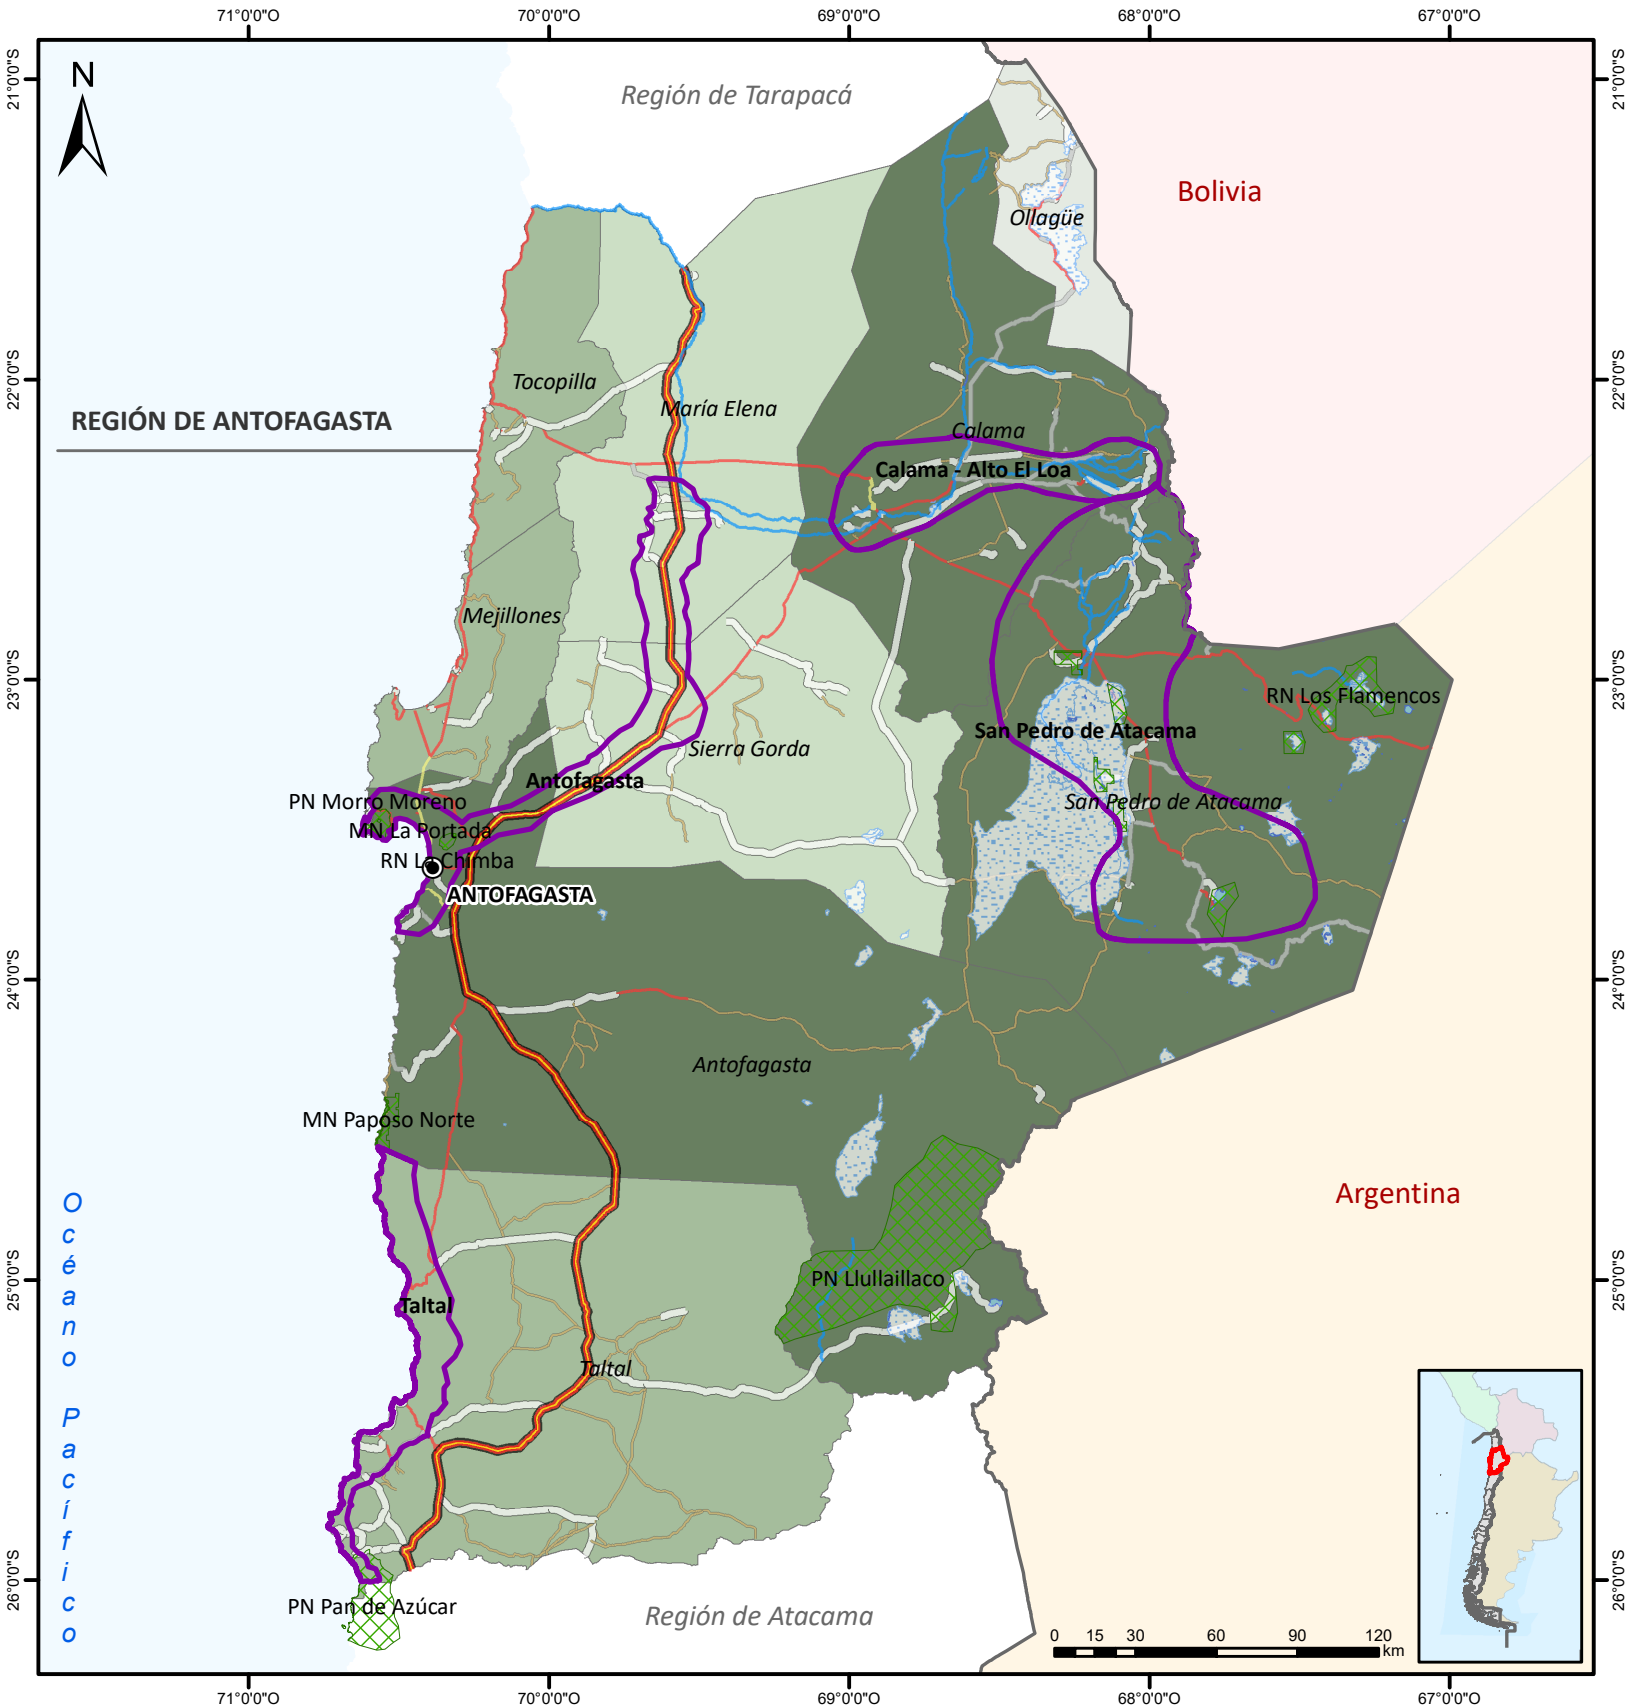 71°0'0"O 70°0'0"O 69°0'0"O 68°0'0"O 67°0'0"O
N
21°0'0"S
21°0'0"S
Región de Tarapacá
Bolivia
Ollagüe
22°0'0"S
22°0'0"S
Tocopilla
María Elena
REGIÓN DE ANTOFAGASTA
Calama
Calama - Alto El Loa
Mejillones
23°0'0"S
23°0'0"S
RN Los Flamencos
San Pedro de Atacama
Sierra Gorda
Antofagasta
PN Morro Moreno
San Pedro de Atacama
MN La Portada
RN La Chimba
ANTOFAGASTA
24°0'0"S
24°0'0"S
Antofagasta
MN Paposo Norte
Argentina
Océano Pacífico
25°0'0"S
25°0'0"S
PN Llullaillaco
Taltal
Taltal
26°0'0"S
26°0'0"S
PN Pan de Azúcar
Región de Atacama
0 15 30 60 90 120
km
71°0'0"O 70°0'0"O 69°0'0"O 68°0'0"O 67°0'0"O